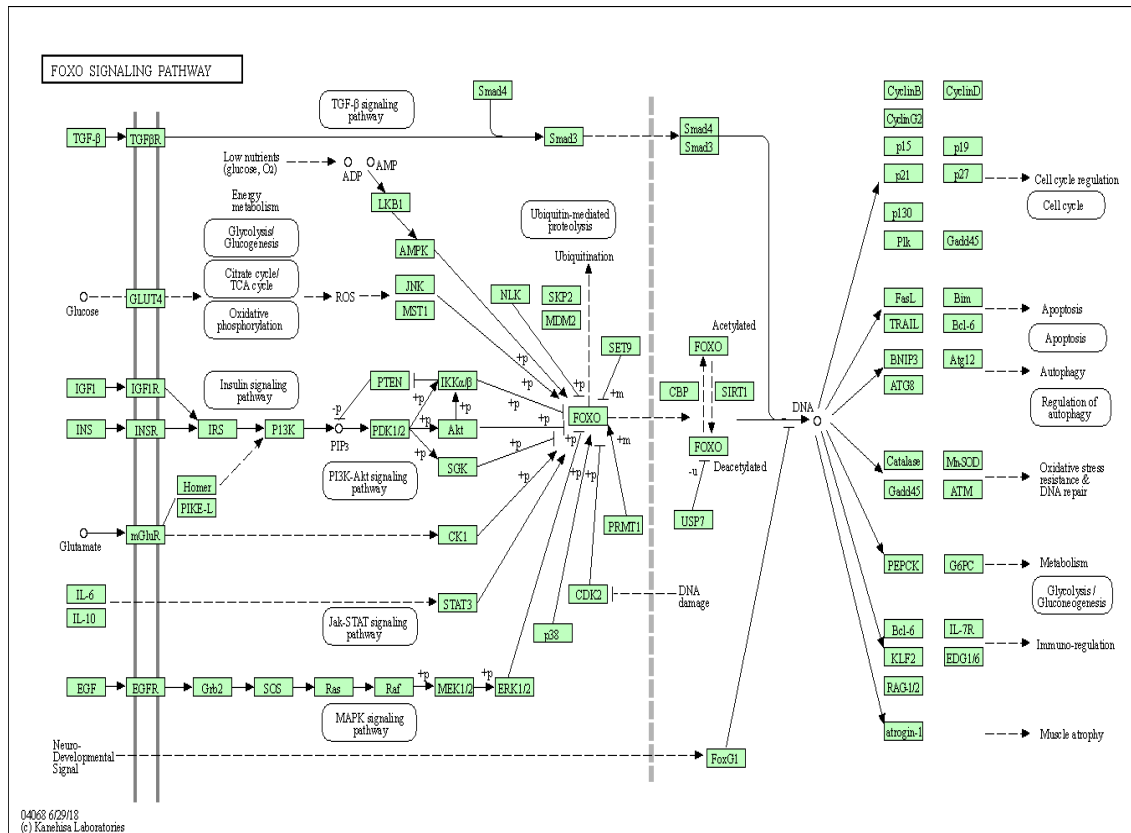 FOXO SIGNALING PATHWAY
TGF-β signaling
pathway
Smad4
CyclinB
CyclinD
CyclinG2
TGF-β
TGFβR
Smad3
Smad4
Smad3
p15
p19
Low nutrients
(glucose, O2)
ADP
AMP
p21
p27
Cell cycle regulation
Cell cycle
LKB1
Energy
metabolism
Ubiquitin-mediated
proteolysis
p130
Glycolysis/
Glucogenesis
AMPK
Plk
Gadd45
Ubiquitination
Citrate cycle/
TCA cycle
Glucose
GLUT4
ROS
JNK
MST1
NLK
SKP2
MDM2
FasL
Bim
TRAIL
Bcl-6
Apoptosis
Apoptosis
Oxidative
phosphorylation
Acetylated
FOXO
SET9
+p
+p
+p
+m
BNIP3
Atg12
ATG8
Autophagy
Regulation of
autophagy
IGF1
IGF1R
Insulin signaling
pathway
PTEN
IKKα/β
CBP
SIRT1
-p
+p
+p
+p
FOXO
DNA
INS
INSR
IRS
P13K
PIP3
PDK1/2
Akt
+p
+m
FOXO
Deacetylated
+p
+p
+p
+p
SGK
PI3K-Akt signaling
pathway
-u
Catalase
Mn-SOD
Gadd45
ATM
Oxidative stress
resistance &
DNA repair
Homer
PIKE-L
USP7
PRMT1
Glutamate
mGluR
CK1
PEPCK
G6PC
Metabolism
Glycolysis /
Gluconeogenesis
IL-6
IL-10
STAT3
CDK2
DNA
damage
Jak-STAT signaling
pathway
p38
Bcl-6
IL-7R
KLF2
EDG1/6
RAG-1/2
Immuno-regulation
EGF
EGFR
Grb2
SOS
Ras
Raf
+p
MEK1/2
+p
ERK1/2
MAPK signaling
pathway
atrogin-1
Muscle atrophy
Neuro-
Developmental
Signal
FoxG1
04068 6/29/18
(c) Kanehisa Laboratories